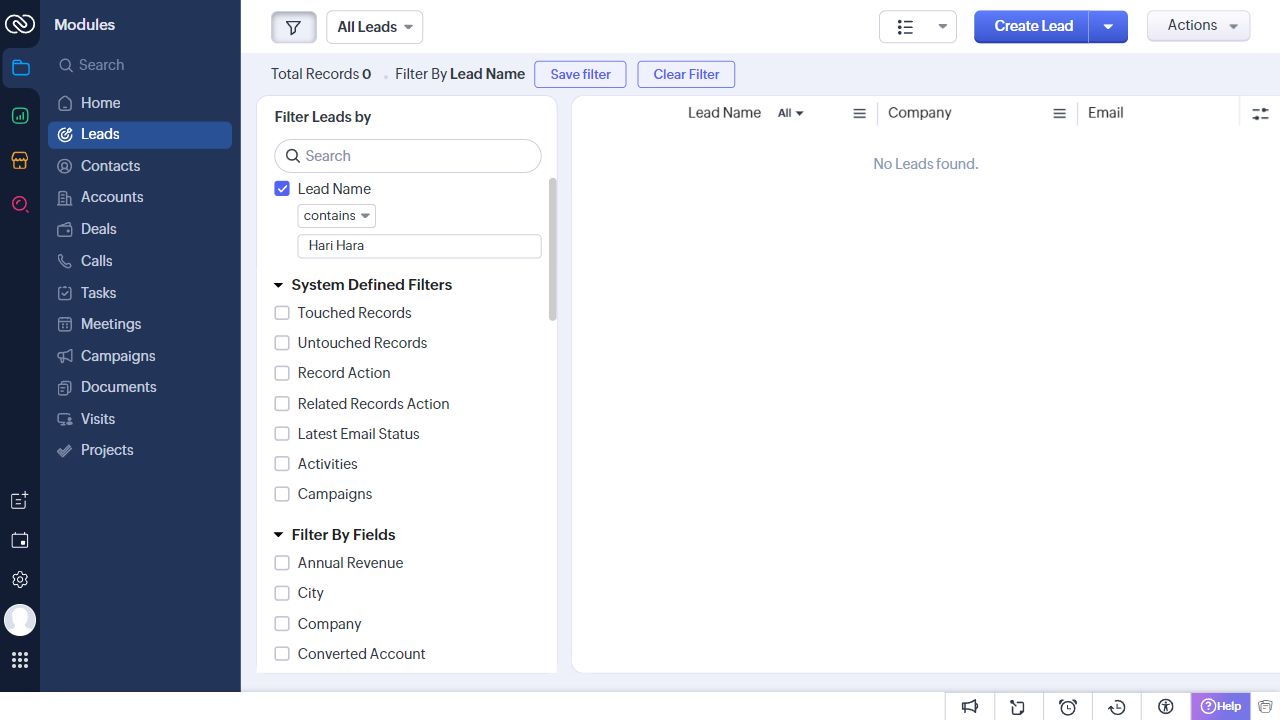 Modules
Search
Home
Leads
Contacts
Accounts
Deals
Calls
Tasks
Meetings
Campaigns
Documents
Visits
Projects
All Leads
Create Lead
Actions
Total Records 0
Filter By Lead Name
Save filter
Clear Filter
Filter Leads by
Search
Lead Name
contains
Hari Hara
System Defined Filters
Touched Records
Untouched Records
Record Action
Related Records Action
Latest Email Status
Activities
Campaigns
Filter By Fields
Annual Revenue
City
Company
Converted Account
Lead Name All
Company
Email
No Leads found.
Help